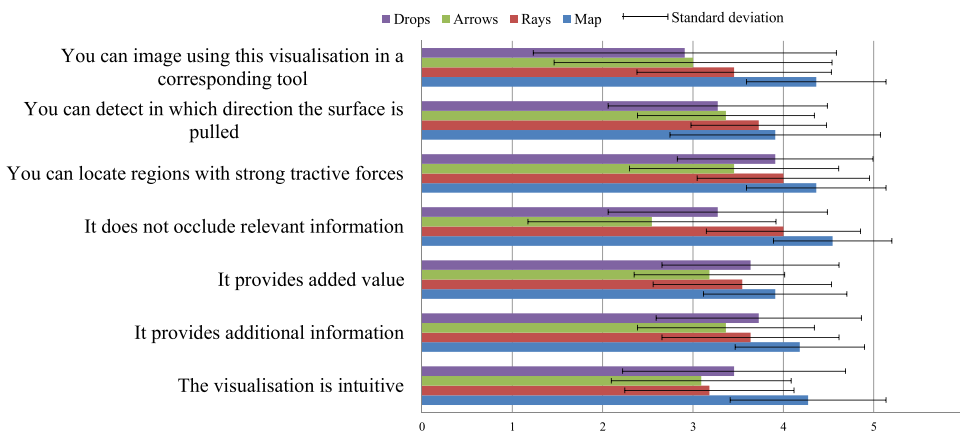 Drops Arrows Rays Map Standard deviation
You can image using this visualisation in a
corresponding tool
You can detect in which direction the surface is
pulled
You can locate regions with strong tractive forces
It does not occlude relevant information
It provides added value
It provides additional information
The visualisation is intuitive
0 1 2 3 4 5